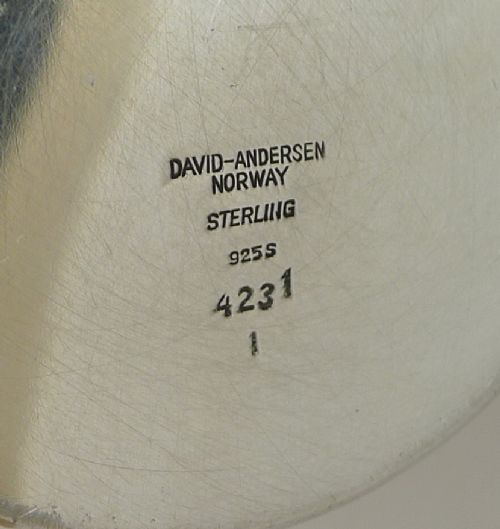 DAVID-ANDERSEN
NORWAY
STERLING
925S
4231
1